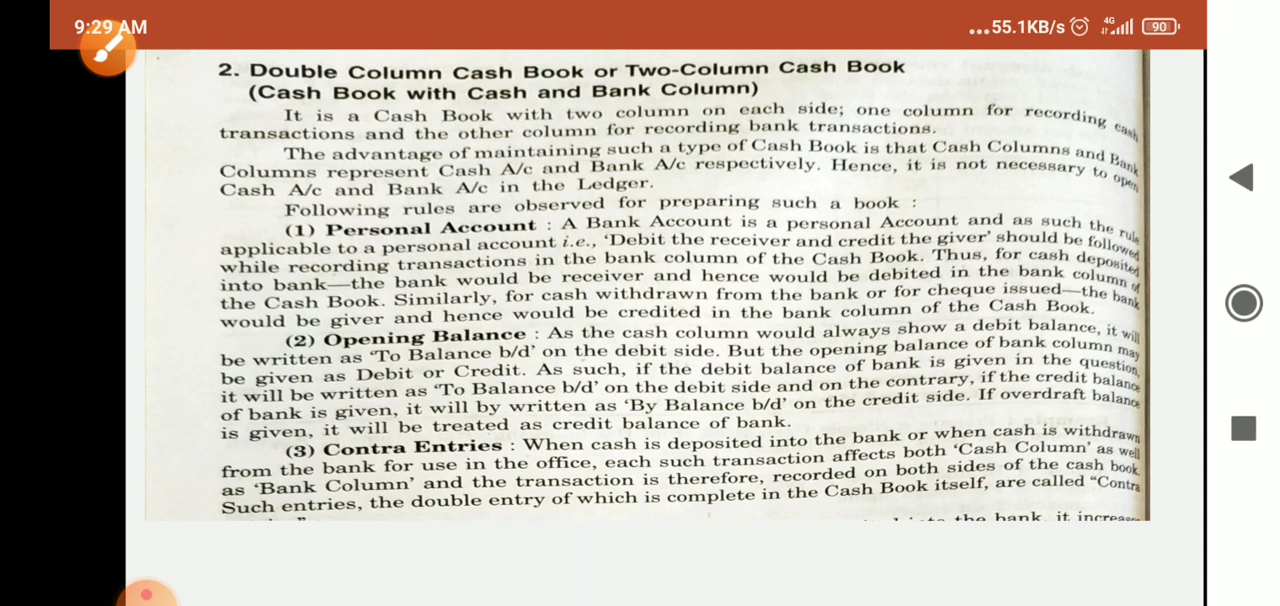 9:29 AM
...55.1KB/s 4G 90
2. Double Column Cash Book or Two-Column Cash Book
(Cash Book with Cash and Bank Column)
It is a Cash Book with two column on each side; one column for recording cash
transactions and the other column for recording bank transactions.
The advantage of maintaining such a type of Cash Book is that Cash Columns and Bank
Columns represent Cash A/c and Bank A/c respectively. Hence, it is not necessary to open
Cash A/c and Bank A/c in the Ledger.
Following rules are observed for preparing such a book :
(1) Personal Account : A Bank Account is a personal Account and as such the rule
applicable to a personal account i.e., ‘Debit the receiver and credit the giver’ should be followed
while recording transactions in the bank column of the Cash Book. Thus, for cash deposited
into bank—the bank would be receiver and hence would be debited in the bank column of
the Cash Book. Similarly, for cash withdrawn from the bank or for cheque issued—the bank
would be giver and hence would be credited in the bank column of the Cash Book.
(2) Opening Balance : As the cash column would always show a debit balance, it will
be written as ‘To Balance b/d’ on the debit side. But the opening balance of bank column may
be given as Debit or Credit. As such, if the debit balance of bank is given in the question,
it will be written as ‘To Balance b/d’ on the debit side and on the contrary, if the credit balance
of bank is given, it will by written as ‘By Balance b/d’ on the credit side. If overdraft balance
is given, it will be treated as credit balance of bank.
(3) Contra Entries : When cash is deposited into the bank or when cash is withdrawn
from the bank for use in the office, each such transaction affects both ‘Cash Column’ as well
as ‘Bank Column’ and the transaction is therefore, recorded on both sides of the cash book.
Such entries, the double entry of which is complete in the Cash Book itself, are called “Contra
the bank, it